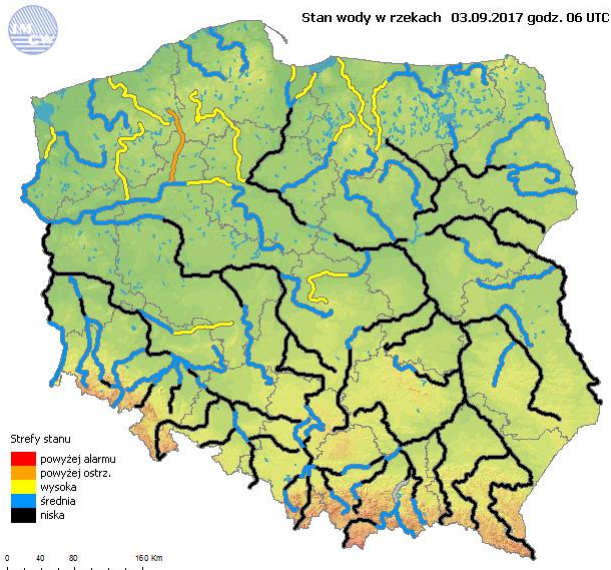 Stan wody w rzekach 03.09.2017 godz. 06 UTC
Strefy stanu
powyżej alarmu
powyżej ostrz.
wysoka
średnia
niska
0 40 80 160 Km